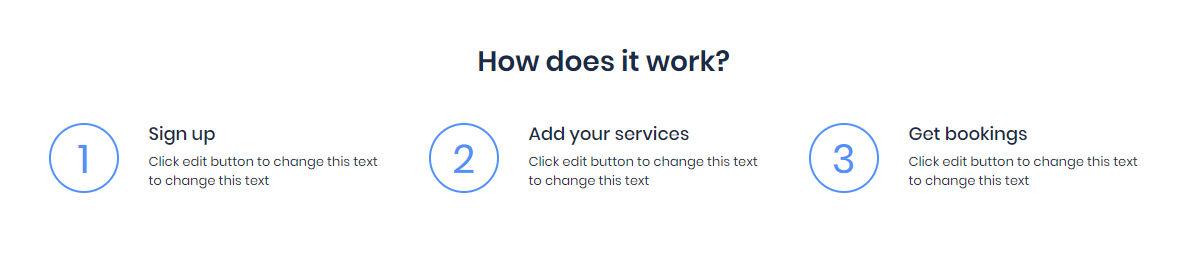 How does it work?
1
Sign up
Click edit button to change this text
to change this text
2
Add your services
Click edit button to change this text
to change this text
3
Get bookings
Click edit button to change this text
to change this text